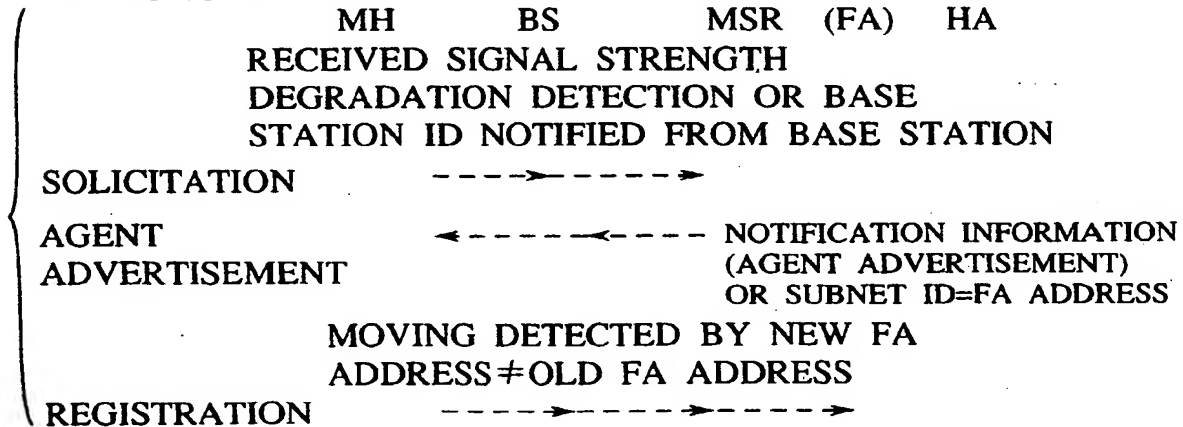 MH BS MSR (FA) HA
RECEIVED SIGNAL STRENGTH
DEGRADATION DETECTION OR BASE
STATION ID NOTIFIED FROM BASE STATION
SOLICITATION
AGENT
ADVERTISEMENT
NOTIFICATION INFORMATION
(AGENT ADVERTISEMENT)
OR SUBNET ID=FA ADDRESS
MOVING DETECTED BY NEW FA
ADDRESS≠OLD FA ADDRESS
REGISTRATION